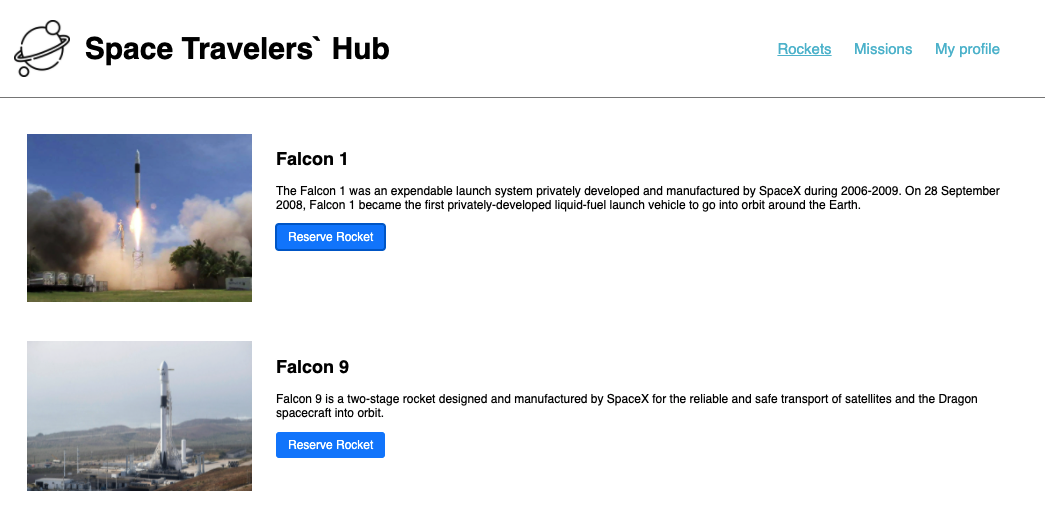 Space Travelers` Hub
Rockets Missions My profile
Falcon 1
The Falcon 1 was an expendable launch system privately developed and manufactured by SpaceX during 2006-2009. On 28 September
2008, Falcon 1 became the first privately-developed liquid-fuel launch vehicle to go into orbit around the Earth.
Reserve Rocket
Falcon 9
Falcon 9 is a two-stage rocket designed and manufactured by SpaceX for the reliable and safe transport of satellites and the Dragon
spacecraft into orbit.
Reserve Rocket